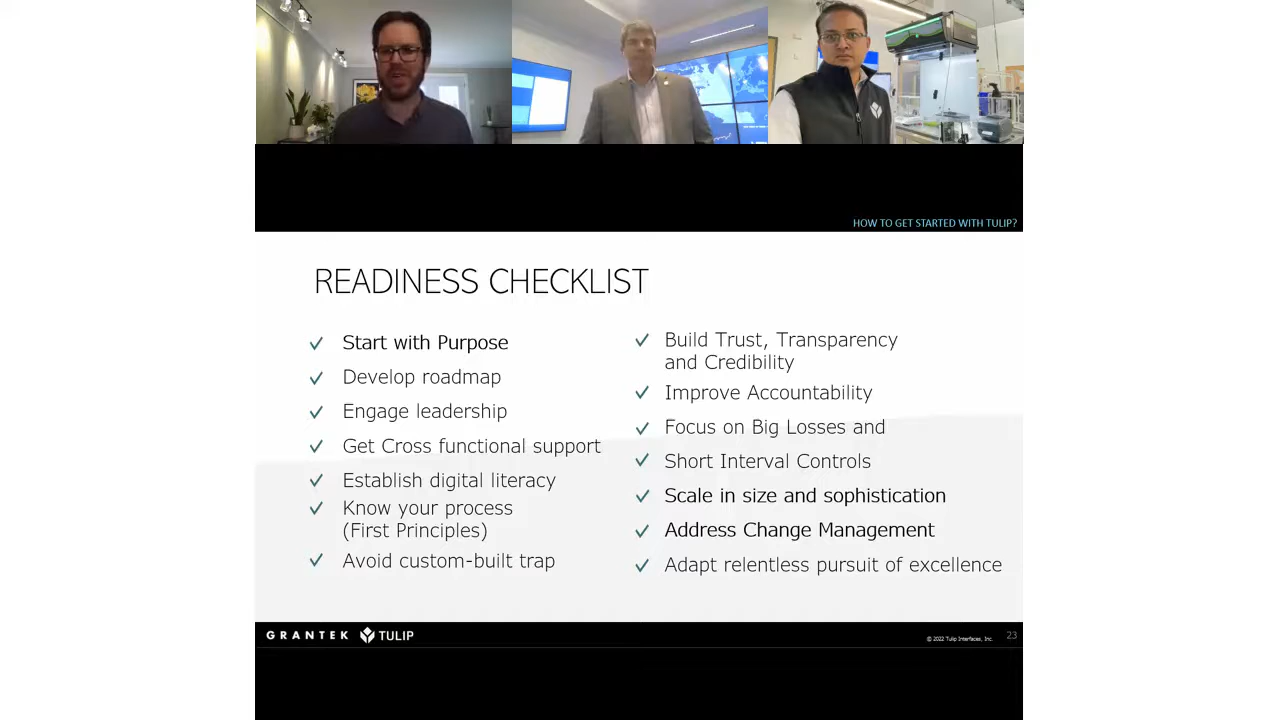 HOW TO GET STARTED WITH TULIP?
READINESS CHECKLIST
Start with Purpose
Develop roadmap
Engage leadership
Get Cross functional support
Establish digital literacy
Know your process
(First Principles)
Avoid custom-built trap
Build Trust, Transparency
and Credibility
Improve Accountability
Focus on Big Losses and
Short Interval Controls
Scale in size and sophistication
Address Change Management
Adapt relentless pursuit of excellence
GRANTEK TULIP
© 2022 Tulip Interfaces, Inc. 23